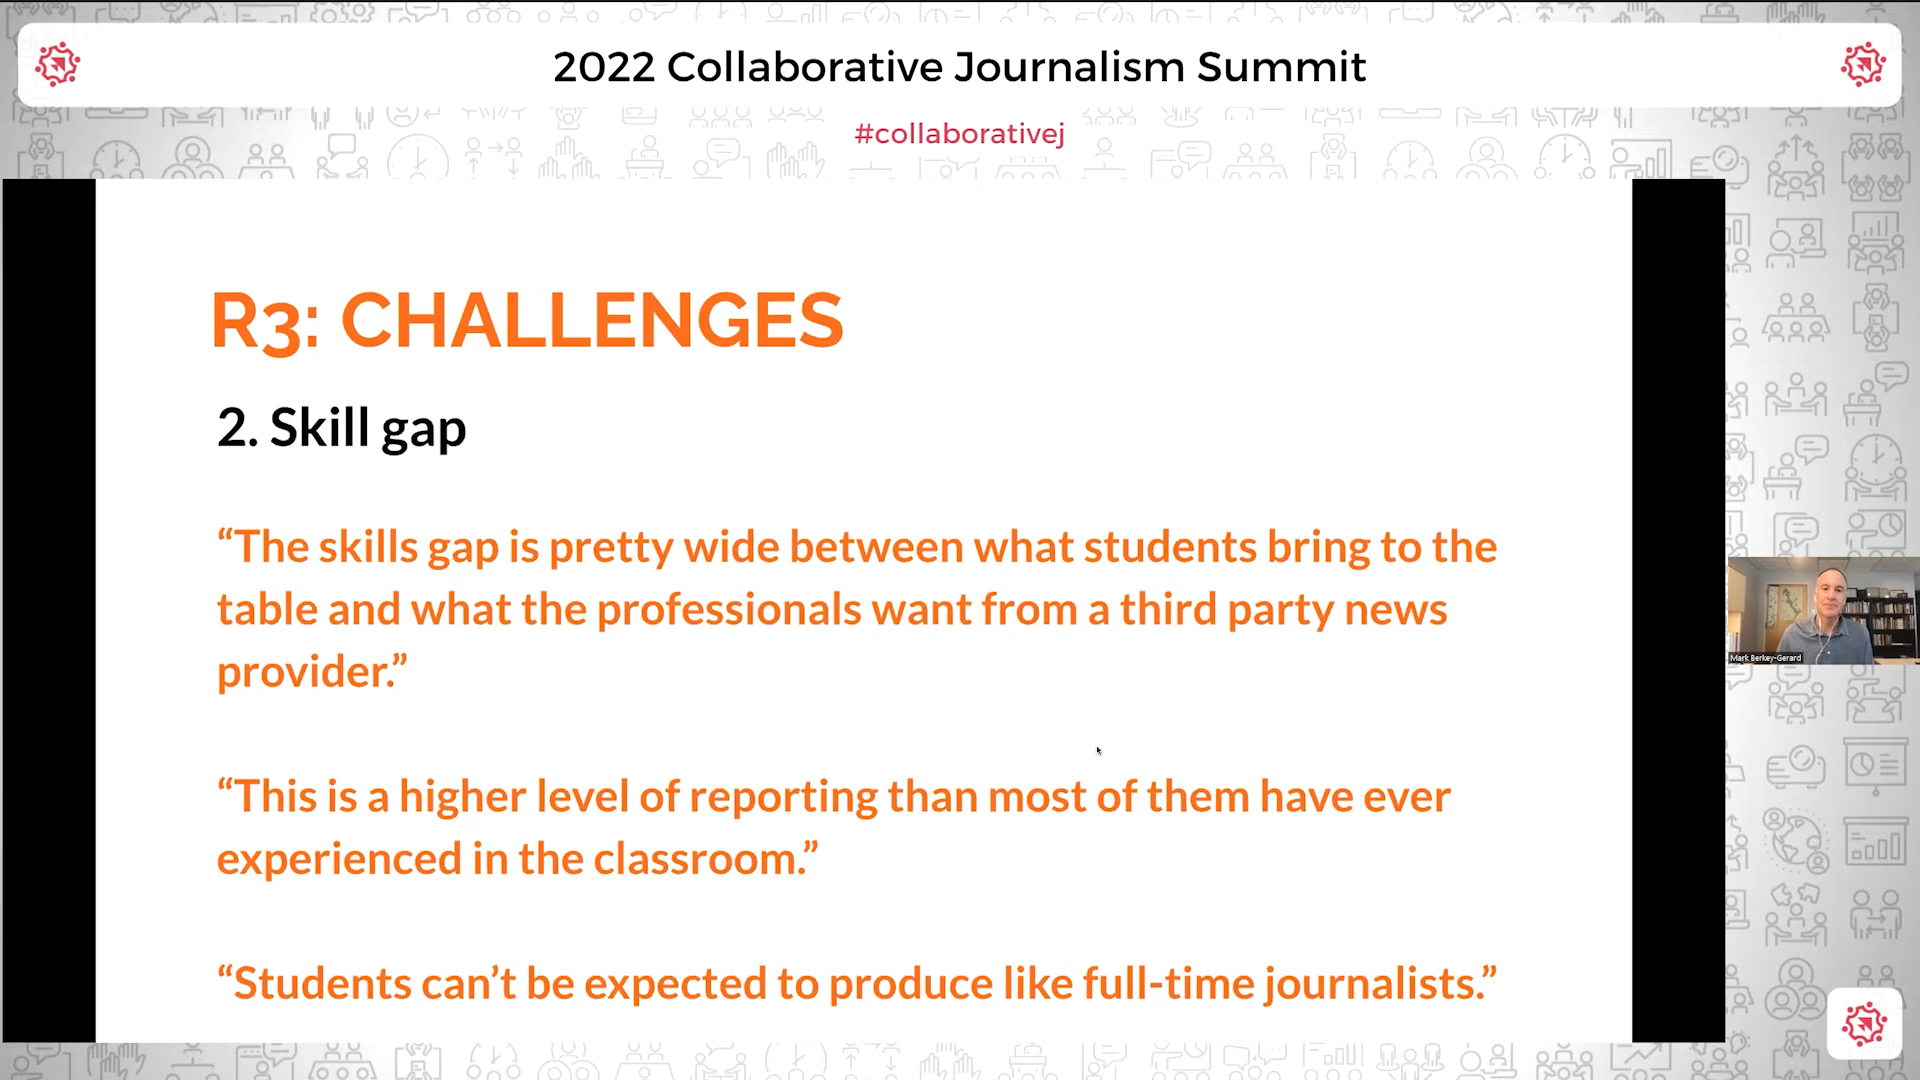 2022 Collaborative Journalism Summit
#collaborativej
R3: CHALLENGES
2. Skill gap
“The skills gap is pretty wide between what students bring to the
table and what the professionals want from a third party news
provider.”
“This is a higher level of reporting than most of them have ever
experienced in the classroom.”
“Students can’t be expected to produce like full-time journalists.”
Mark Berkey-Gerard